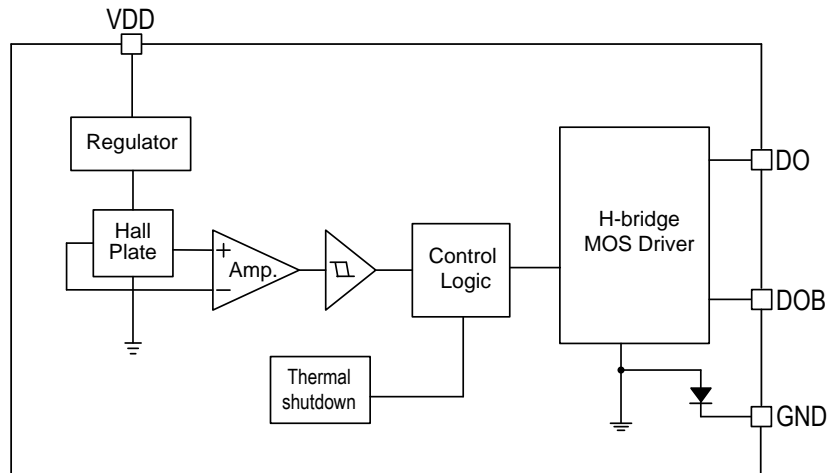 VDD
Regulator
Hall
Plate
+
Amp.
−
Control
Logic
Thermal
shutdown
H-bridge
MOS Driver
DO
DOB
GND